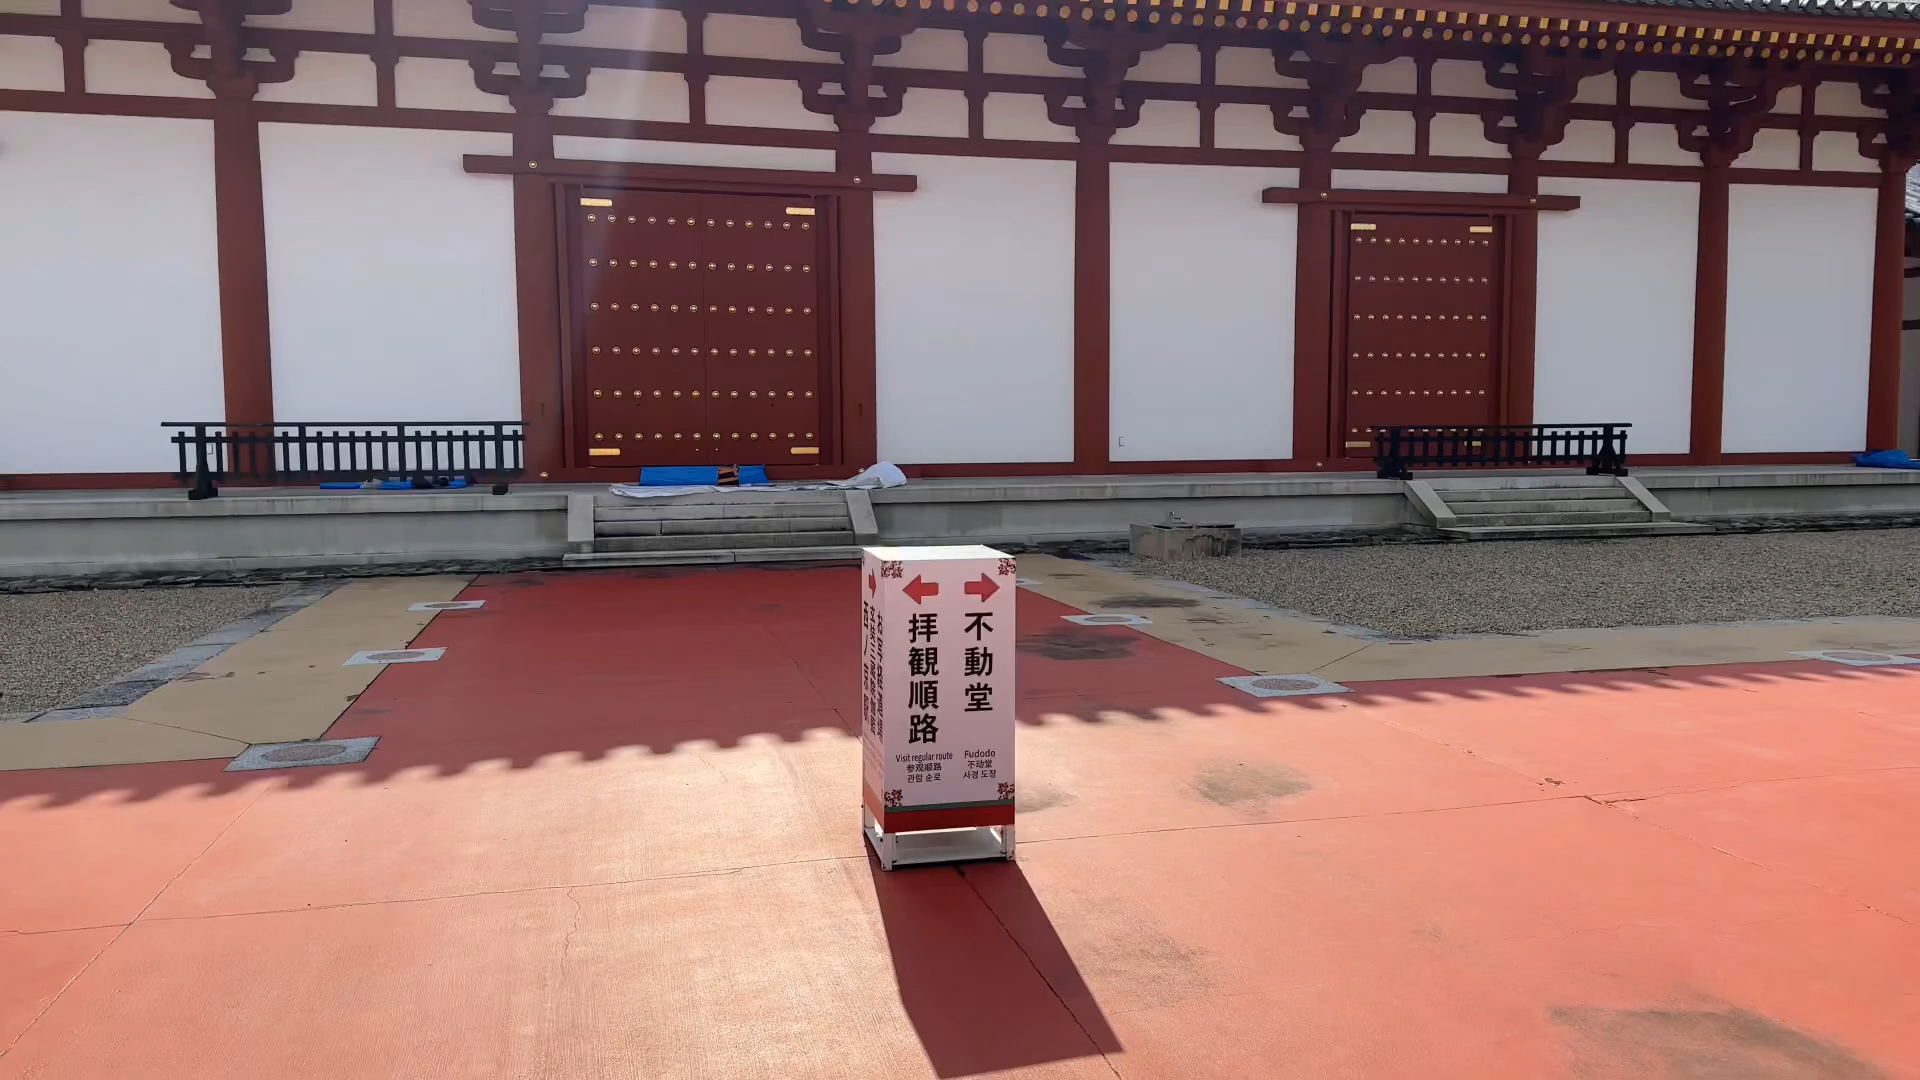 不動堂
Fudodo
不动堂
사경 도장
拝観順路
Visit regular route
参观顺路
관람 순로